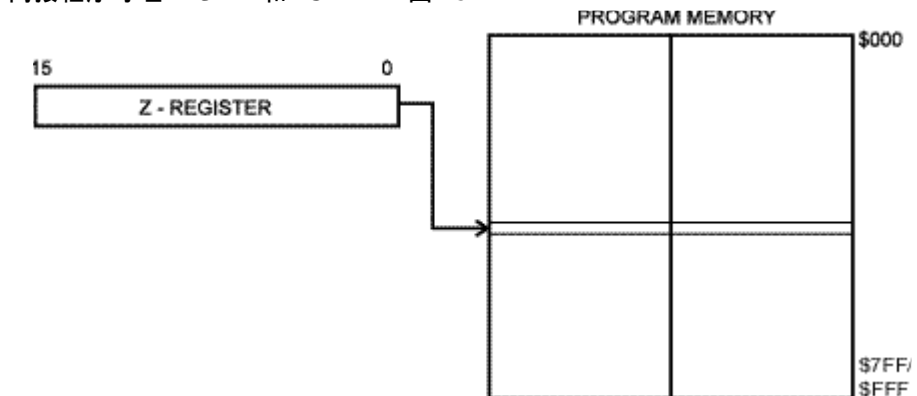 PROGRAM MEMORY
$000
15 0
Z - REGISTER
$7FF/
$FFF